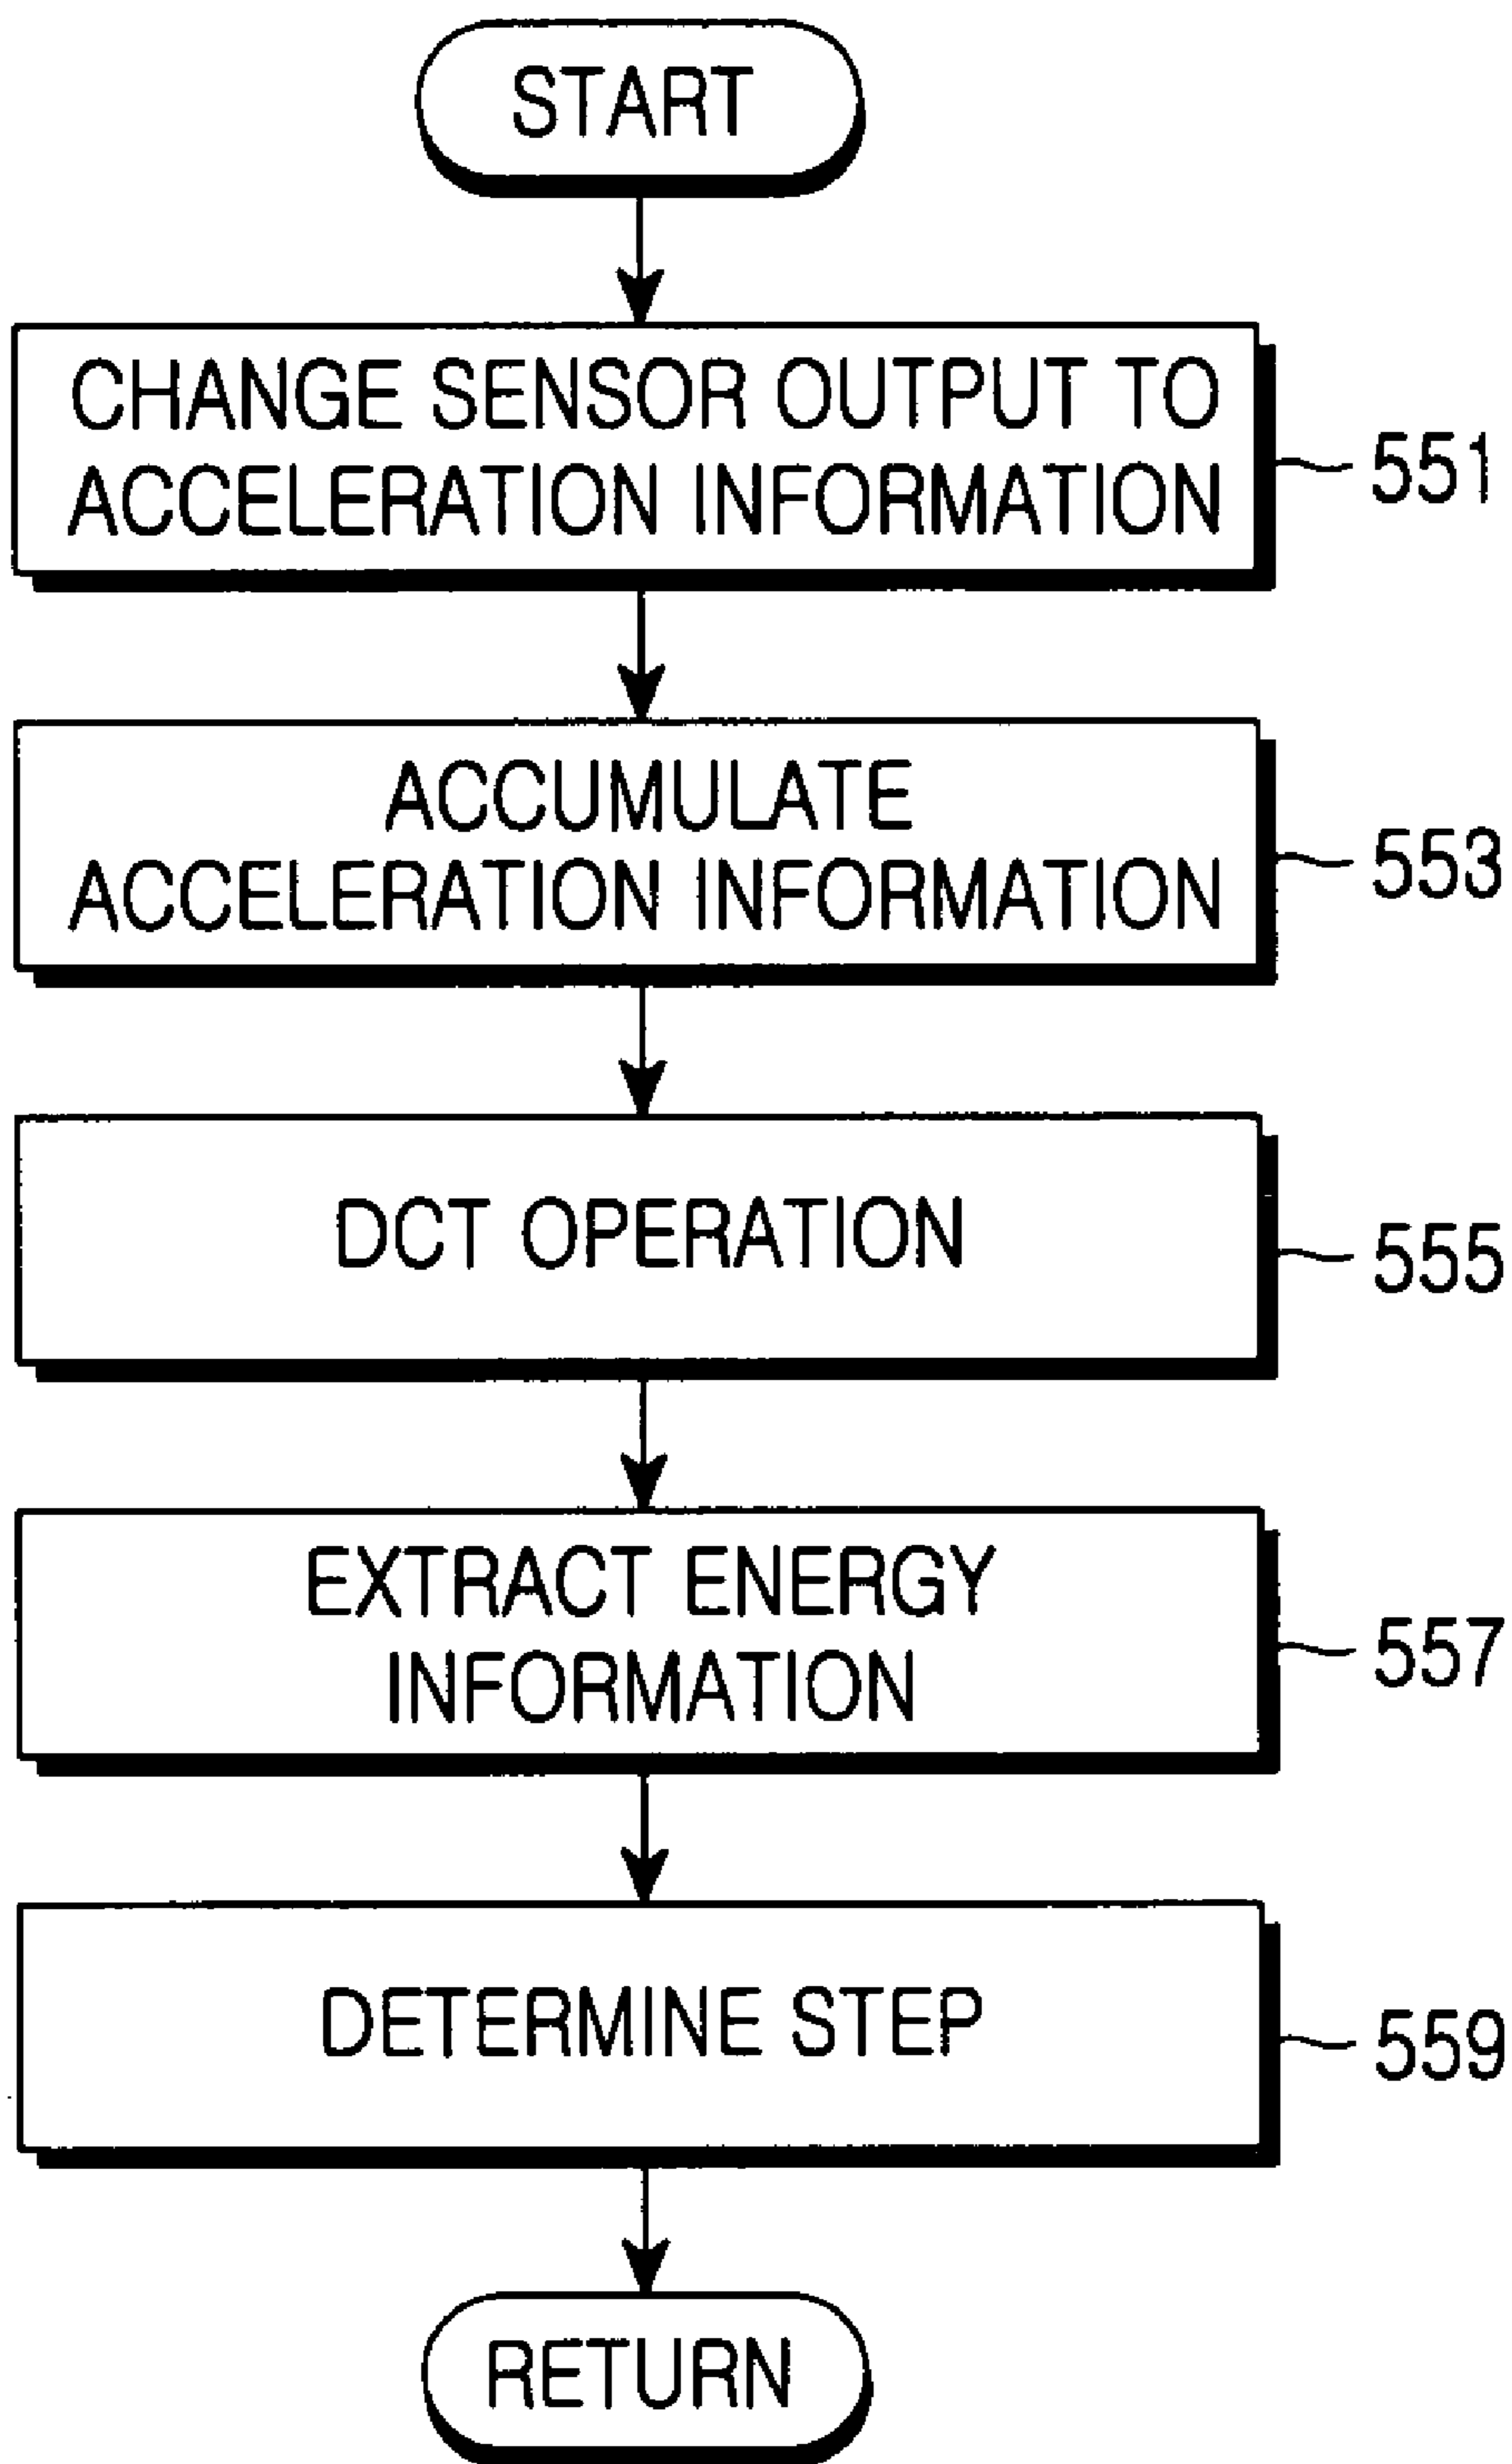 START
CHANGE SENSOR OUTPUT TO
ACCELERATION INFORMATION
551
ACCUMULATE
ACCELERATION INFORMATION
553
DCT OPERATION
555
EXTRACT ENERGY
INFORMATION
557
DETERMINE STEP
559
RETURN